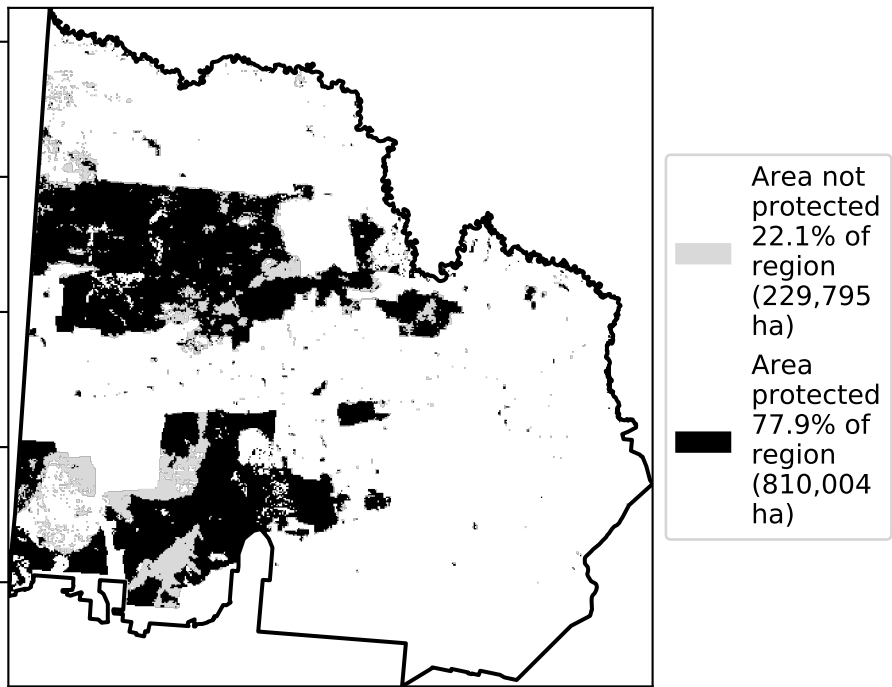 Area not
protected
22.1% of
region
(229,795
ha)
Area
protected
77.9% of
region
(810,004
ha)